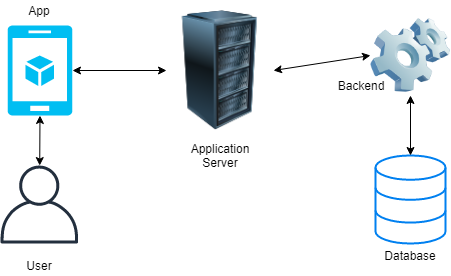 App
Backend
Application
Server
User
Database